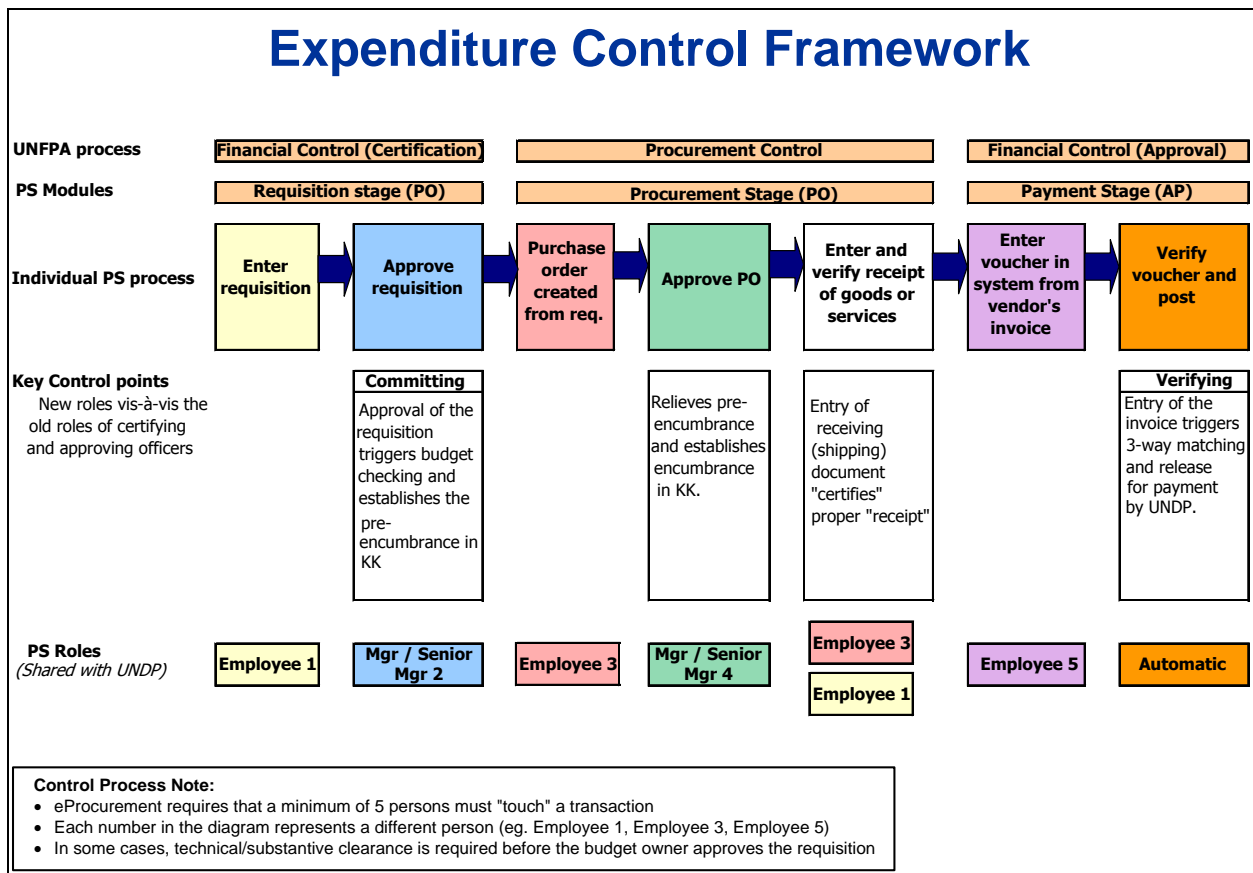 Expenditure Control Framework
UNFPA process
Financial Control (Certification)
Procurement Control
Financial Control (Approval)
PS Modules
Requisition stage (PO)
Procurement Stage (PO)
Payment Stage (AP)
Individual PS process
Enter
requisition
Approve
requisition
Purchase
order
created
from req.
Approve PO
Enter and
verify receipt
of goods or
services
Enter
voucher in
system from
vendor's
invoice
Verify
voucher and
post
Key Control points
New roles vis-à-vis the
old roles of certifying
and approving officers
Committing
Approval of the
requisition
triggers budget
checking and
establishes the
pre-
encumbrance in
KK
Relieves pre-
encumbrance
and establishes
encumbrance
in KK.
Entry of
receiving
(shipping)
document
"certifies"
proper "receipt"
Verifying
Entry of the
invoice triggers
3-way matching
and release
for payment
by UNDP.
PS Roles
(Shared with UNDP)
Employee 1
Mgr / Senior
Mgr 2
Employee 3
Mgr / Senior
Mgr 4
Employee 3
Employee 1
Employee 5
Automatic
Control Process Note:
• eProcurement requires that a minimum of 5 persons must "touch" a transaction
• Each number in the diagram represents a different person (eg. Employee 1, Employee 3, Employee 5)
• In some cases, technical/substantive clearance is required before the budget owner approves the requisition